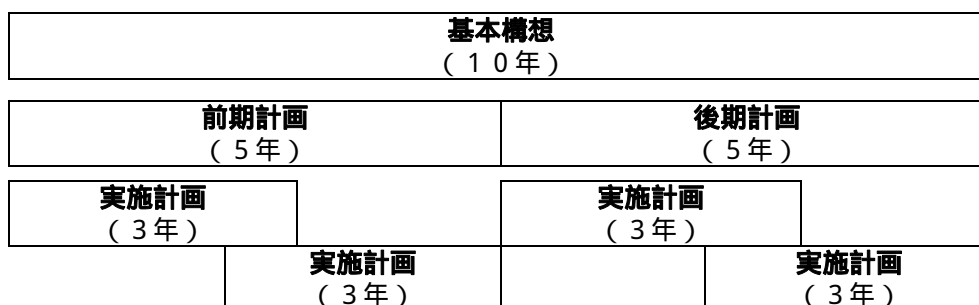 基本構想
(10年)
前期計画
(5年)
後期計画
(5年)
実施計画
(3年)
実施計画
(3年)
実施計画
(3年)
実施計画
(3年)